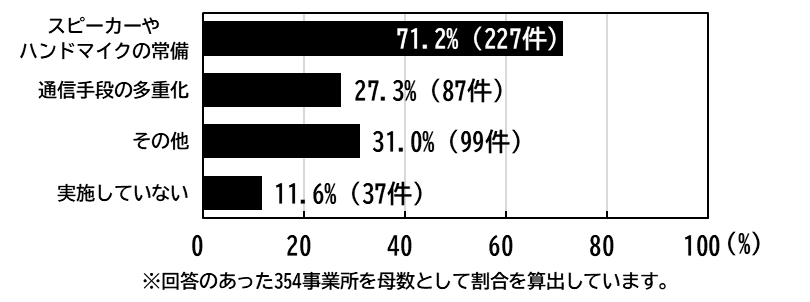 スピーカーや
ハンドマイクの常備
71.2%（227件）
通信手段の多重化
27.3%（87件）
その他
31.0%（99件）
実施していない
11.6%（37件）
0 20 40 60 80 100（%）
※回答のあった354事業所を母数として割合を算出しています。